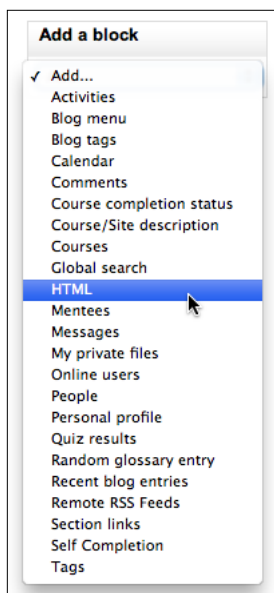 Add a block
✓ Add...
Activities
Blog menu
Blog tags
Calendar
Comments
Course completion status
Course/Site description
Courses
Global search
HTML
Mentees
Messages
My private files
Online users
People
Personal profile
Quiz results
Random glossary entry
Recent blog entries
Remote RSS Feeds
Section links
Self Completion
Tags